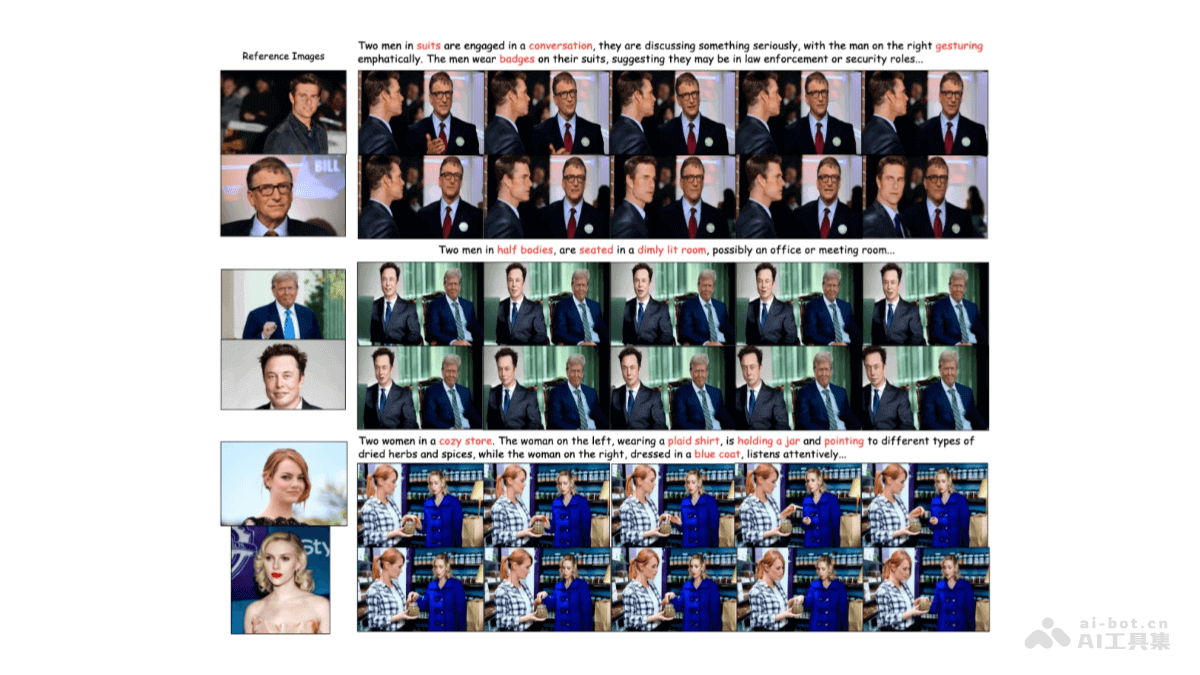 Reference Images
Two men in suits are engaged in a conversation, they are discussing something seriously, with the man on the right gesturing
emphatically. The men wear badges on their suits, suggesting they may be in law enforcement or security roles...
BILL
Two men in half bodies, are seated in a dimly lit room, possibly an office or meeting room...
Two women in a cozy store. The woman on the left, wearing a plaid shirt, is holding a jar and pointing to different types of
dried herbs and spices, while the woman on the right, dressed in a blue coat, listens attentively...
ai-bot.cn
AI工具集